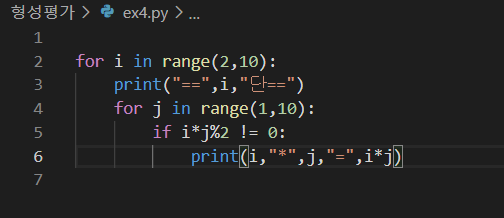 형성평가 > ex4.py > ...
1
2 for i in range(2,10):
3     print("==",i,"단==")
4     for j in range(1,10):
5         if i*j%2 != 0:
6             print(i,"*",j,"=",i*j)
7